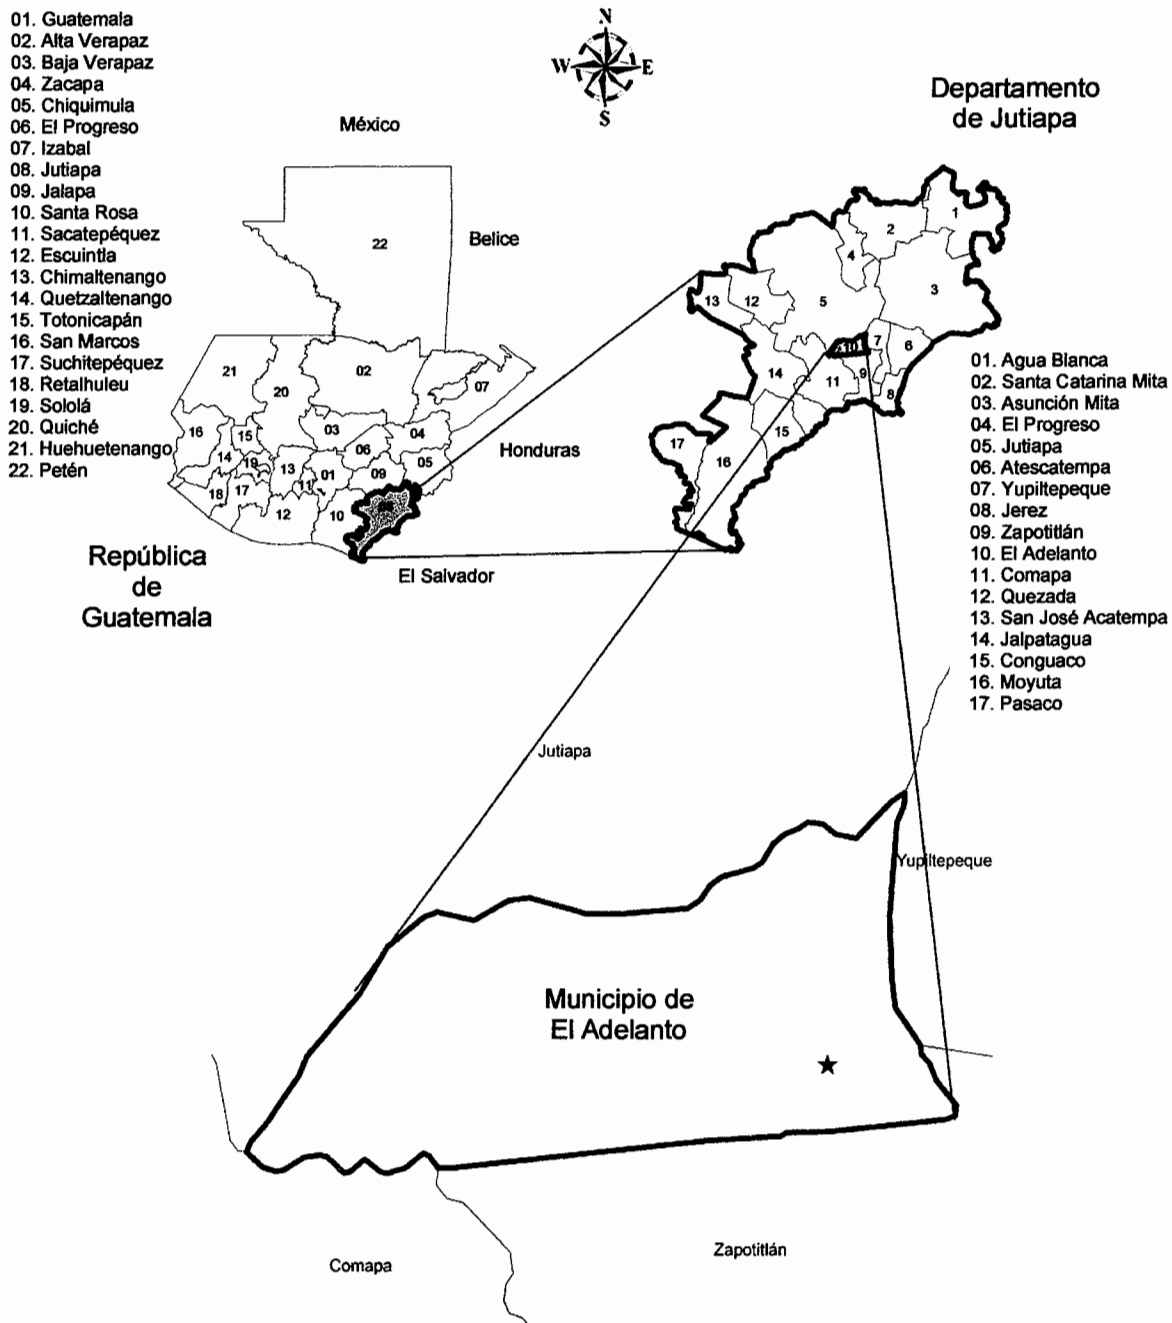 01. Guatemala
02. Alta Verapaz
03. Baja Verapaz
04. Zacapa
05. Chiquimula
06. El Progreso
07. Izabal
08. Jutiapa
09. Jalapa
10. Santa Rosa
11. Sacatepéquez
12. Escuintla
13. Chimaltenango
14. Quetzaltenango
15. Totonicapán
16. San Marcos
17. Suchitepéquez
18. Retalhuleu
19. Sololá
20. Quiché
21. Huehuetenango
22. Petén
N
W E
S
México
Belice
Honduras
El Salvador
República
de
Guatemala
22
21
20
02
07
16
15
03
04
14
19
13
06
05
01
09
18
17
11
12
10
08
Departamento
de Jutiapa
1
2
4
3
13
12
5
10
7
6
14
11
9
8
15
17
16
01. Agua Blanca
02. Santa Catarina Mita
03. Asunción Mita
04. El Progreso
05. Jutiapa
06. Atescatempa
07. Yupiltepeque
08. Jerez
09. Zapotitlán
10. El Adelanto
11. Comapa
12. Quezada
13. San José Acatempa
14. Jalpatagua
15. Conguaco
16. Moyuta
17. Pasaco
Jutiapa
Yupiltepeque
Municipio de
El Adelanto
Zapotitlán
Comapa